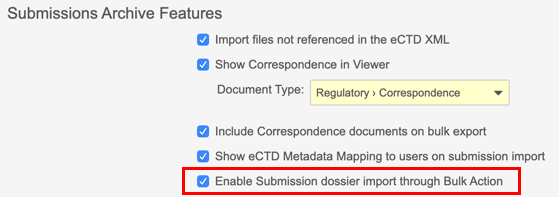 Submissions Archive Features
Import files not referenced in the eCTD XML
Show Correspondence in Viewer
Document Type: Regulatory › Correspondence
Include Correspondence documents on bulk export
Show eCTD Metadata Mapping to users on submission import
Enable Submission dossier import through Bulk Action